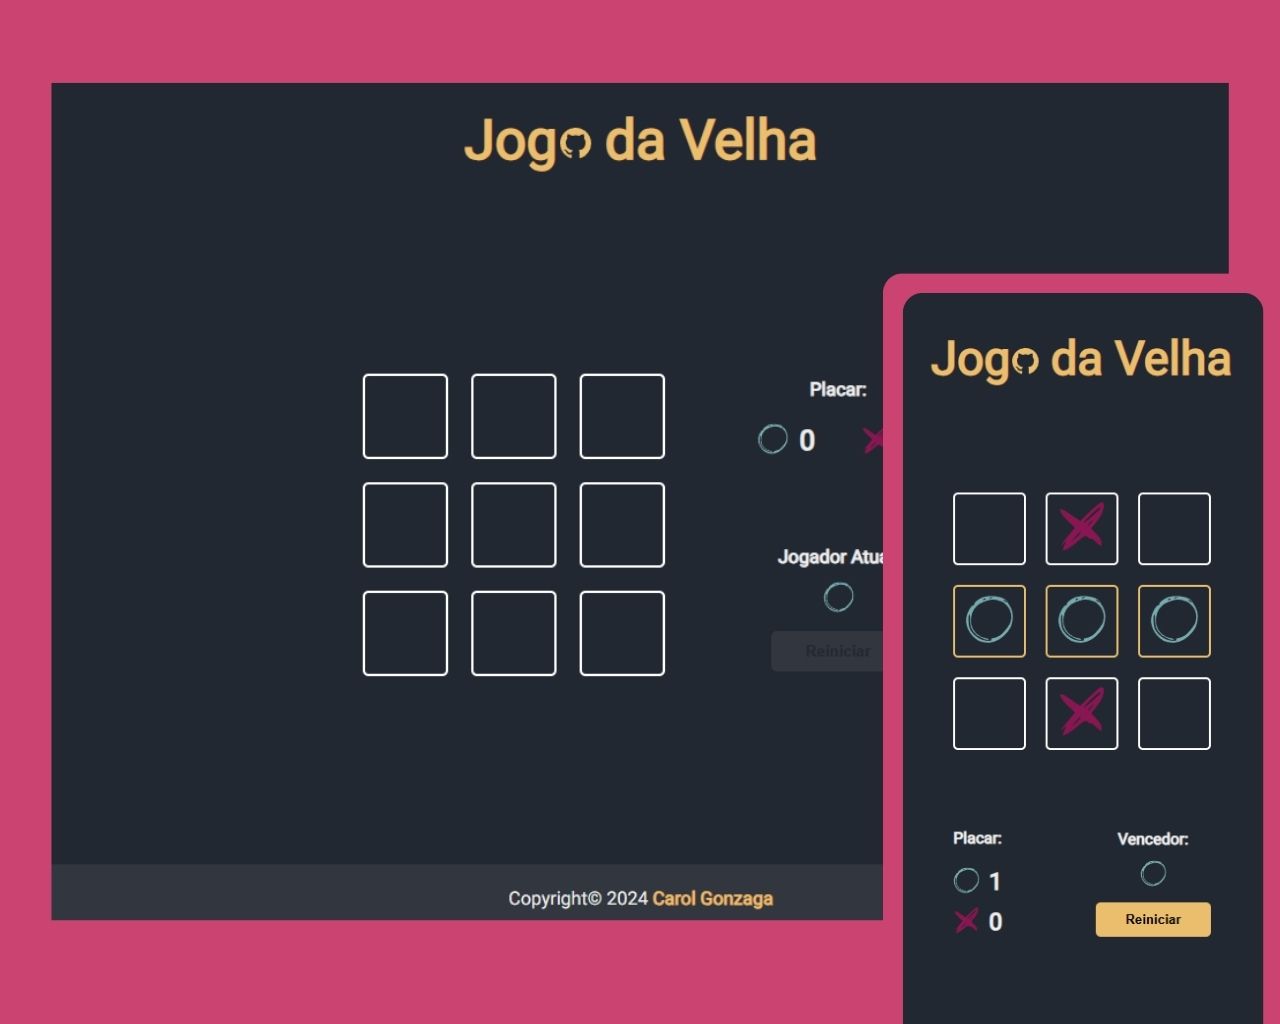 Jogo da Velha
Placar:
0
Jogador Atua
Reiniciar
Copyright© 2024 Carol Gonzaga
Jogo da Velha
Placar:
1
0
Vencedor:
Reiniciar